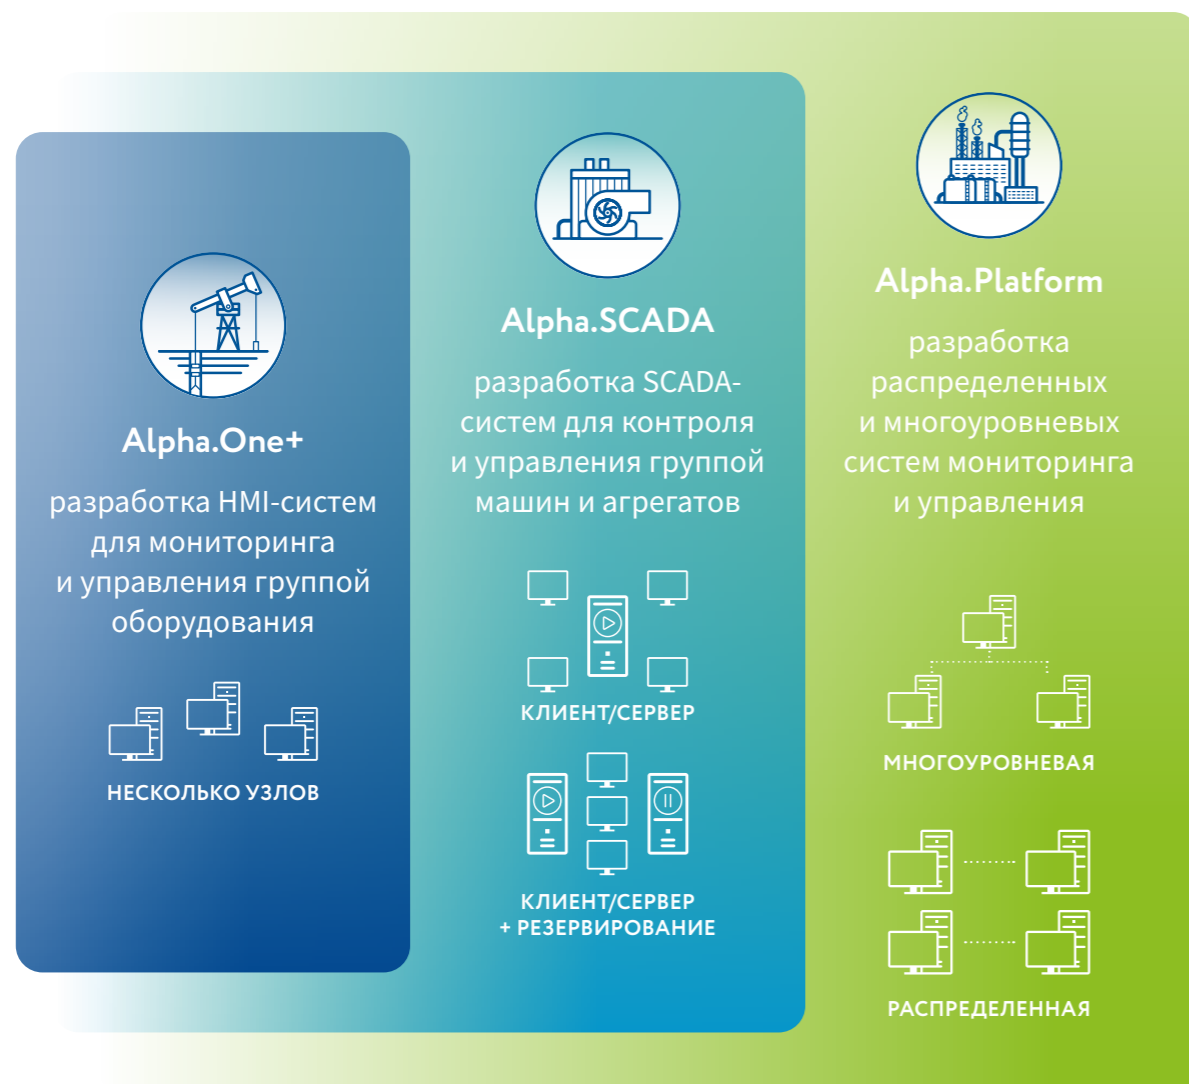 Alpha.One+
разработка HMI-систем
для мониторинга
и управления группой
оборудования
НЕСКОЛЬКО УЗЛОВ
Alpha.SCADA
разработка SCADA-
систем для контроля
и управления группой
машин и агрегатов
КЛИЕНТ/СЕРВЕР
КЛИЕНТ/СЕРВЕР
+ РЕЗЕРВИРОВАНИЕ
Alpha.Platform
разработка
распределенных
и многоуровневых
систем мониторинга
и управления
МНОГОУРОВНЕВАЯ
РАСПРЕДЕЛЕННАЯ